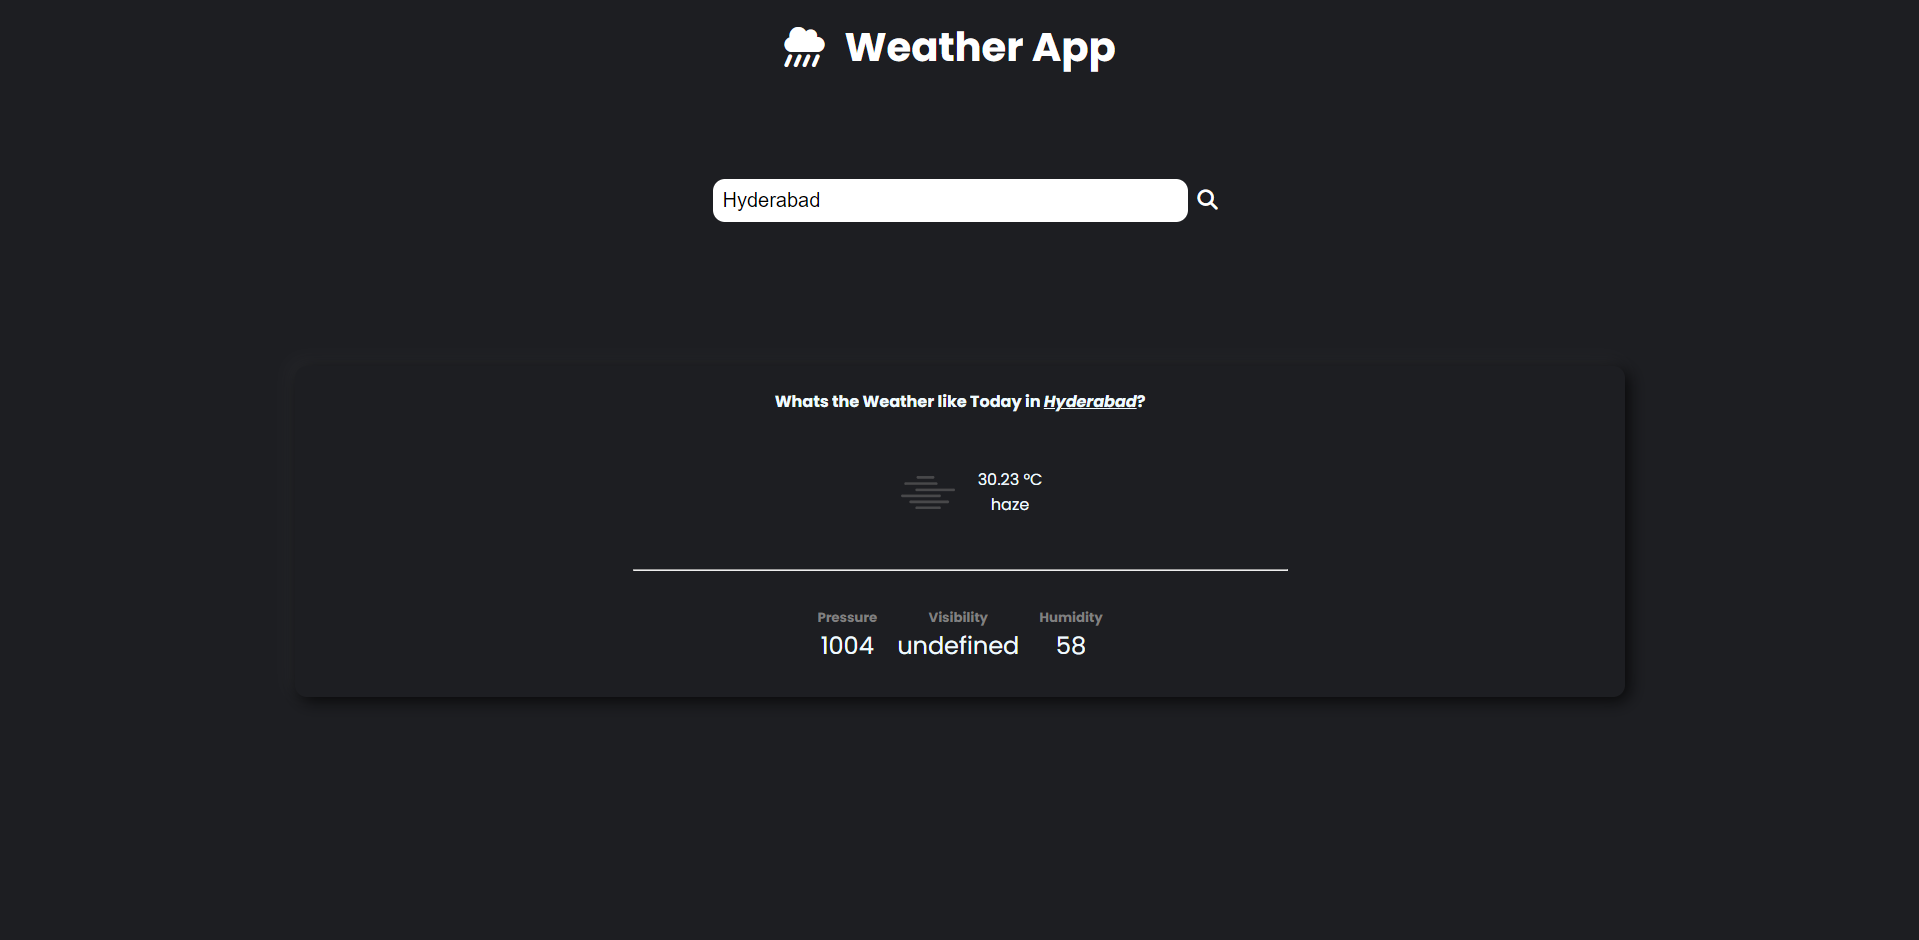 Weather App
Hyderabad
Whats the Weather like Today in Hyderabad?
30.23 °C
haze
Pressure Visibility Humidity
1004 undefined 58